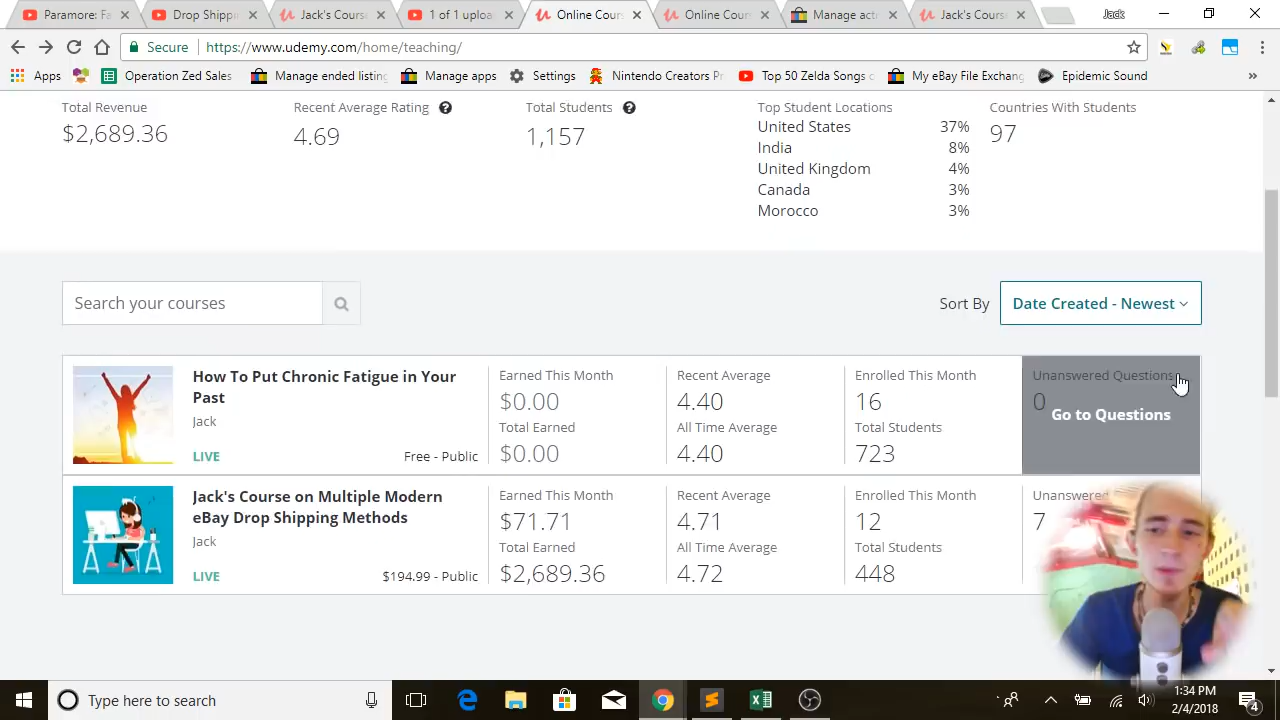 Paramore: Fa
Drop Shippi
Jack's Course
1 of 1 uploa
Online Cours
Online Cour
Manage acti
Jack's Cours
Jack
Secure
https://www.udemy.com/home/teaching/
Apps
Operation Zed Sales
Manage ended listing
Manage apps
Settings
Nintendo Creators Pr
Top 50 Zelda Songs
My eBay File Exchang
Epidemic Sound
Total Revenue
$2,689.36
Recent Average Rating
4.69
Total Students
1,157
Top Student Locations
United States 37%
India 8%
United Kingdom 4%
Canada 3%
Morocco 3%
Countries With Students
97
Search your courses
Sort By
Date Created - Newest
How To Put Chronic Fatigue in Your
Past
Jack
LIVE
Free - Public
Earned This Month
$0.00
Total Earned
$0.00
Recent Average
4.40
All Time Average
4.40
Enrolled This Month
16
Total Students
723
Unanswered Questions
0
Go to Questions
Jack's Course on Multiple Modern
eBay Drop Shipping Methods
Jack
LIVE
$194.99 - Public
Earned This Month
$71.71
Total Earned
$2,689.36
Recent Average
4.71
All Time Average
4.72
Enrolled This Month
12
Total Students
448
Unanswered
7
Type here to search
1:34 PM
2/4/2018
4